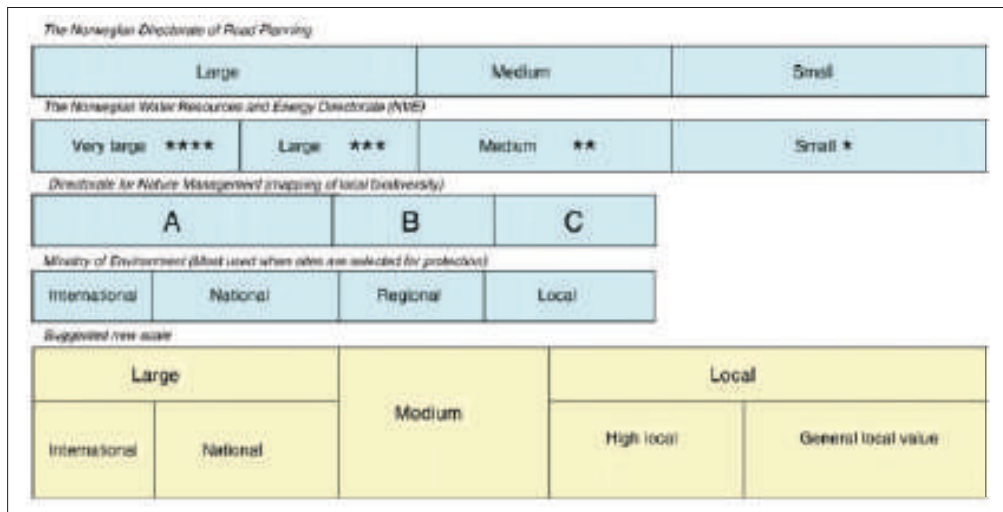 The Norwegian Directorate of Road Planning
Large Medium Small
The Norwegian Water Resources and Energy Directorate (NVE)
Very large **** Large *** Medium ** Small *
Directorate for Nature Management (mapping of local biodiversity)
A B C
Ministry of Environment (Most used when sites are selected for protection)
International National Regional Local
Suggested new scale
Large Medium Local
International National High local General local value